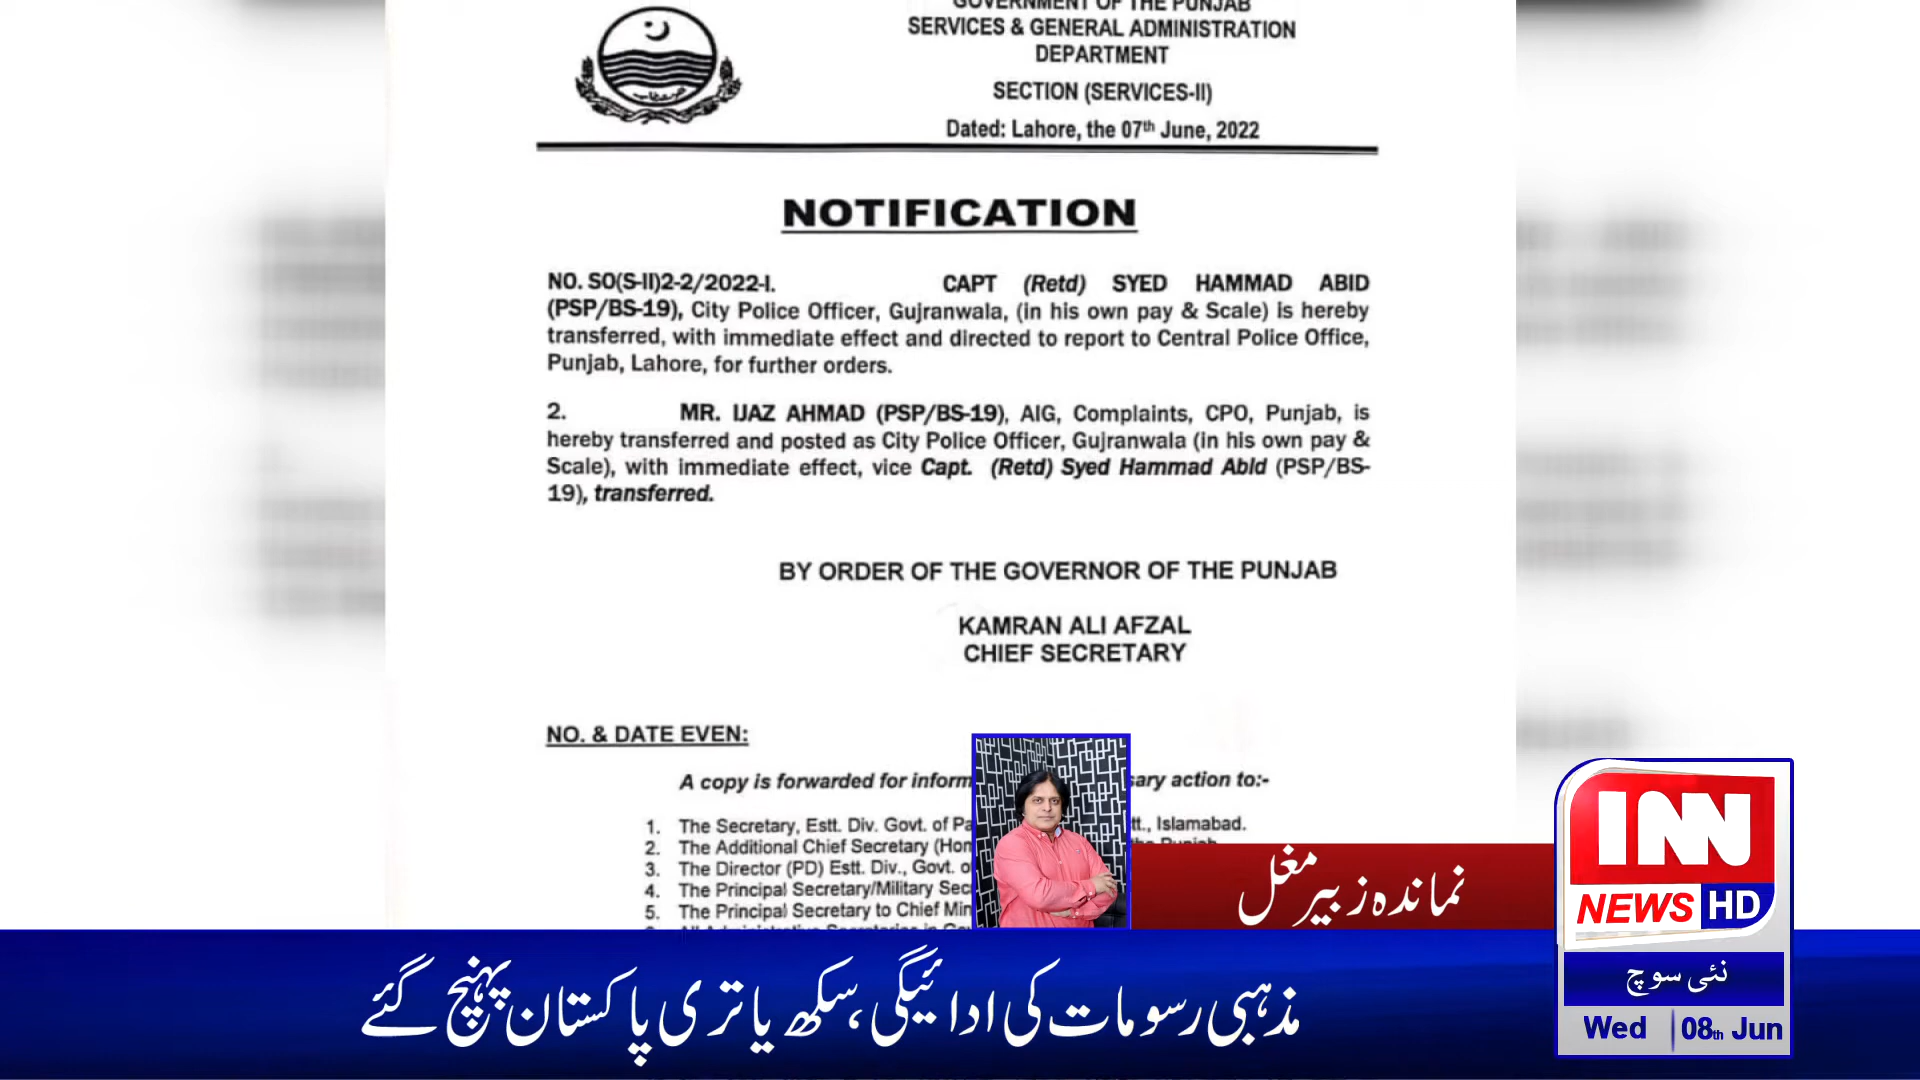 GOVERNMENT OF THE PUNJAB
SERVICES & GENERAL ADMINISTRATION
DEPARTMENT
SECTION (SERVICES-II)
Dated: Lahore, the 07th June, 2022
NOTIFICATION
NO. SO(S-II)2-2/2022-I. CAPT (Retd) SYED HAMMAD ABID
(PSP/BS-19), City Police Officer, Gujranwala, (in his own pay & Scale) is hereby
transferred, with immediate effect and directed to report to Central Police Office,
Punjab, Lahore, for further orders.
2. MR. IJAZ AHMAD (PSP/BS-19), AIG, Complaints, CPO, Punjab, is
hereby transferred and posted as City Police Officer, Gujranwala (in his own pay &
Scale), with immediate effect, vice Capt. (Retd) Syed Hammad Abid (PSP/BS-
19), transferred.
BY ORDER OF THE GOVERNOR OF THE PUNJAB
KAMRAN ALI AFZAL
CHIEF SECRETARY
NO. & DATE EVEN:
A copy is forwarded for action to:-
1. The Secretary, Estt. Div. Govt. of Islamabad.
2. The Additional Chief Secretary
3. The Director (PD) Estt. Div., Govt.
4. The Principal Secretary/Military
5. The Principal Secretary to Chief
نمائندہ زبیر مغل
INN
NEWS HD
نئی سوچ
Wed 08th Jun
مذہبی رسومات کی ادائیگی، سکھ یاتری پاکستان پہنچ گئے